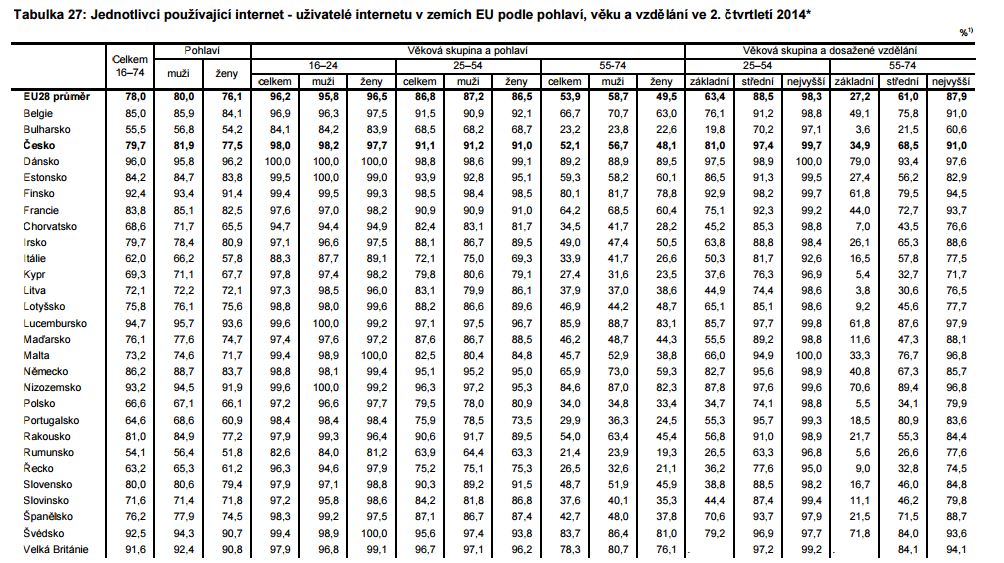 Tabulka 27: Jednotlivci používající internet - uživatelé internetu v zemích EU podle pohlaví, věku a vzdělání ve 2. čtvrtletí 2014*
%1)
Celkem 16–74 Pohlaví Věková skupina a pohlaví Věková skupina a dosažené vzdělání
muži ženy 16–24 25–54 55-74 25–54 55-74
celkem muži ženy celkem muži ženy celkem muži ženy základní střední nejvyšší základní střední nejvyšší
EU28 průměr 78,0 80,0 76,1 96,2 95,8 96,5 86,8 87,2 86,5 53,9 58,7 49,5 63,4 88,5 98,3 27,2 61,0 87,9
Belgie 85,0 85,9 84,1 96,9 96,3 97,5 91,5 90,9 92,1 66,7 70,7 63,0 76,1 91,2 98,8 49,1 75,8 91,0
Bulharsko 55,5 56,8 54,2 84,1 84,2 83,9 68,5 68,2 68,7 23,2 23,8 22,6 19,8 70,2 97,1 3,6 21,5 60,6
Česko 79,7 81,9 77,5 98,0 98,2 97,7 91,1 91,2 91,0 52,1 56,7 48,1 81,0 97,4 99,7 34,9 68,5 91,0
Dánsko 96,0 95,8 96,2 100,0 100,0 100,0 98,8 98,6 99,1 89,2 88,9 89,5 97,5 98,9 100,0 79,0 93,4 97,6
Estonsko 84,2 84,7 83,8 99,5 100,0 99,0 93,9 92,8 95,1 59,3 58,2 60,1 86,5 91,3 99,5 27,4 56,2 82,9
Finsko 92,4 93,4 91,4 99,4 99,5 99,3 98,5 98,4 98,5 80,1 81,7 78,8 92,9 98,2 99,7 61,8 79,5 94,5
Francie 83,8 85,1 82,5 97,6 97,0 98,2 90,9 90,9 91,0 64,2 68,5 60,4 75,1 92,3 99,2 44,0 72,7 93,7
Chorvatsko 68,6 71,7 65,5 94,7 94,4 94,9 82,4 83,1 81,7 34,5 41,7 28,2 45,2 85,3 98,8 7,0 43,5 76,6
Irsko 79,7 78,4 80,9 97,1 96,6 97,5 88,1 86,7 89,5 49,0 47,4 50,5 63,8 88,8 98,4 26,1 65,3 88,6
Itálie 62,0 66,2 57,8 88,3 87,7 89,1 72,1 75,0 69,3 33,9 41,7 26,6 50,3 81,7 92,6 16,5 57,8 77,5
Kypr 69,3 71,1 67,7 97,8 97,4 98,2 79,8 80,6 79,1 27,4 31,6 23,5 37,6 76,3 96,9 5,4 32,7 71,7
Litva 72,1 72,2 72,1 97,3 98,5 96,0 83,1 79,9 86,1 37,9 37,0 38,6 44,9 74,4 98,6 3,8 30,6 76,5
Lotyšsko 75,8 76,1 75,6 98,8 98,0 99,6 88,2 86,6 89,6 46,9 44,2 48,7 65,1 85,1 98,6 9,2 45,6 77,7
Lucembursko 94,7 95,7 93,6 99,6 100,0 99,2 97,1 97,5 96,7 85,9 88,7 83,1 85,7 97,7 99,8 61,8 87,6 97,9
Maďarsko 76,1 77,6 74,7 97,4 97,6 97,2 87,6 86,7 88,5 46,2 48,7 44,3 55,5 89,2 98,8 11,6 47,3 88,1
Malta 73,2 74,6 71,7 99,4 98,9 100,0 82,5 80,4 84,8 45,7 52,9 38,8 66,0 94,9 100,0 33,3 76,7 96,8
Německo 86,2 88,7 83,7 98,8 98,1 99,4 95,1 95,2 95,0 65,9 73,0 59,3 82,7 95,6 98,9 40,8 67,3 85,7
Nizozemsko 93,2 94,5 91,9 99,6 100,0 99,2 96,3 97,2 95,3 84,6 87,0 82,3 87,8 97,6 99,6 70,6 89,4 96,8
Polsko 66,6 67,1 66,1 97,2 96,6 97,7 79,5 78,0 80,9 34,0 34,8 33,4 34,7 74,1 98,8 5,5 34,1 79,9
Portugalsko 64,6 68,6 60,9 98,4 98,4 98,4 75,9 78,5 73,5 29,9 36,3 24,5 55,3 95,7 99,3 18,5 80,9 83,6
Rakousko 81,0 84,9 77,2 97,9 99,3 96,4 90,6 91,7 89,5 54,0 63,4 45,4 56,8 91,0 98,9 21,7 55,3 84,4
Rumunsko 54,1 56,4 51,8 82,6 84,0 81,2 63,9 64,4 63,3 21,4 23,9 19,3 26,5 63,3 96,8 5,6 26,6 77,6
Řecko 63,2 65,3 61,2 96,3 94,6 97,9 75,2 75,1 75,3 26,5 32,6 21,1 36,2 77,6 95,0 9,0 32,8 74,5
Slovensko 80,0 80,6 79,4 97,9 97,1 98,8 90,3 89,2 91,5 48,7 51,9 45,9 38,8 88,5 98,2 16,7 46,0 84,8
Slovinsko 71,6 71,4 71,8 97,2 95,8 98,6 84,2 81,8 86,8 37,6 40,1 35,3 44,4 87,4 99,4 11,1 46,2 79,8
Španělsko 76,2 77,9 74,5 98,3 99,2 97,5 87,1 86,7 87,4 42,7 48,0 37,8 70,6 93,7 97,9 21,5 71,5 88,7
Švédsko 92,5 94,3 90,7 99,4 98,9 100,0 95,6 97,4 93,8 83,7 86,4 81,0 79,2 96,9 97,7 71,8 84,0 93,6
Velká Británie 91,6 92,4 90,8 97,9 96,8 99,1 96,7 97,1 96,2 78,3 80,7 76,1 . 97,2 99,2 . 84,1 94,1